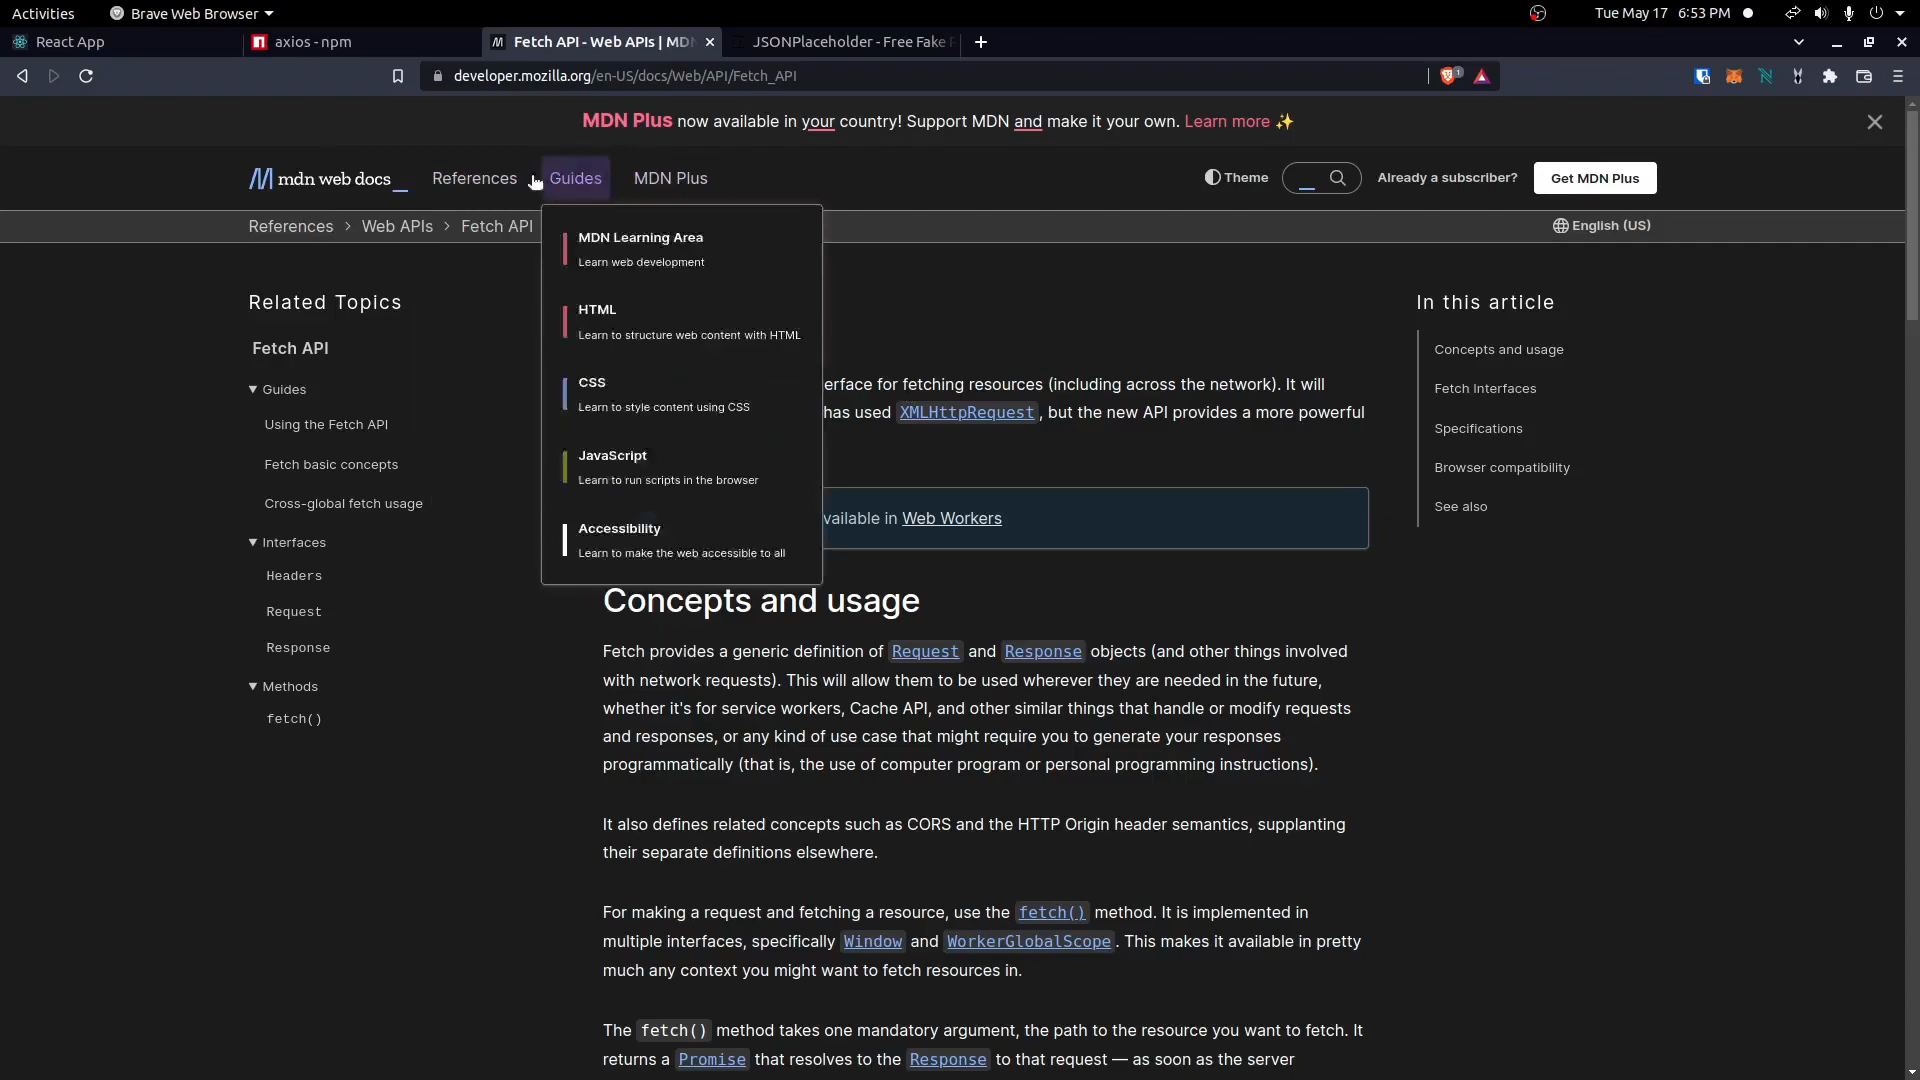 Activities Brave Web Browser Tue May 17 6:53 PM
React App axios - npm Fetch API - Web APIs | MDN JSONPlaceholder - Free Fake
developer.mozilla.org/en-US/docs/Web/API/Fetch_API 1
MDN Plus now available in your country! Support MDN and make it your own. Learn more ✨
mdn web docs_ References Guides MDN Plus Theme Already a subscriber? Get MDN Plus
References > Web APIs > Fetch API English (US)
MDN Learning Area
Learn web development
HTML
Learn to structure web content with HTML
CSS
Learn to style content using CSS
JavaScript
Learn to run scripts in the browser
Accessibility
Learn to make the web accessible to all
Related Topics
Fetch API
Guides
Using the Fetch API
Fetch basic concepts
Cross-global fetch usage
Interfaces
Headers
Request
Response
Methods
fetch()
erface for fetching resources (including across the network). It will
has used XMLHttpRequest, but the new API provides a more powerful
vailable in Web Workers
Concepts and usage
Fetch provides a generic definition of Request and Response objects (and other things involved
with network requests). This will allow them to be used wherever they are needed in the future,
whether it's for service workers, Cache API, and other similar things that handle or modify requests
and responses, or any kind of use case that might require you to generate your responses
programmatically (that is, the use of computer program or personal programming instructions).
It also defines related concepts such as CORS and the HTTP Origin header semantics, supplanting
their separate definitions elsewhere.
For making a request and fetching a resource, use the fetch() method. It is implemented in
multiple interfaces, specifically Window and WorkerGlobalScope. This makes it available in pretty
much any context you might want to fetch resources in.
The fetch() method takes one mandatory argument, the path to the resource you want to fetch. It
returns a Promise that resolves to the Response to that request — as soon as the server
In this article
Concepts and usage
Fetch Interfaces
Specifications
Browser compatibility
See also